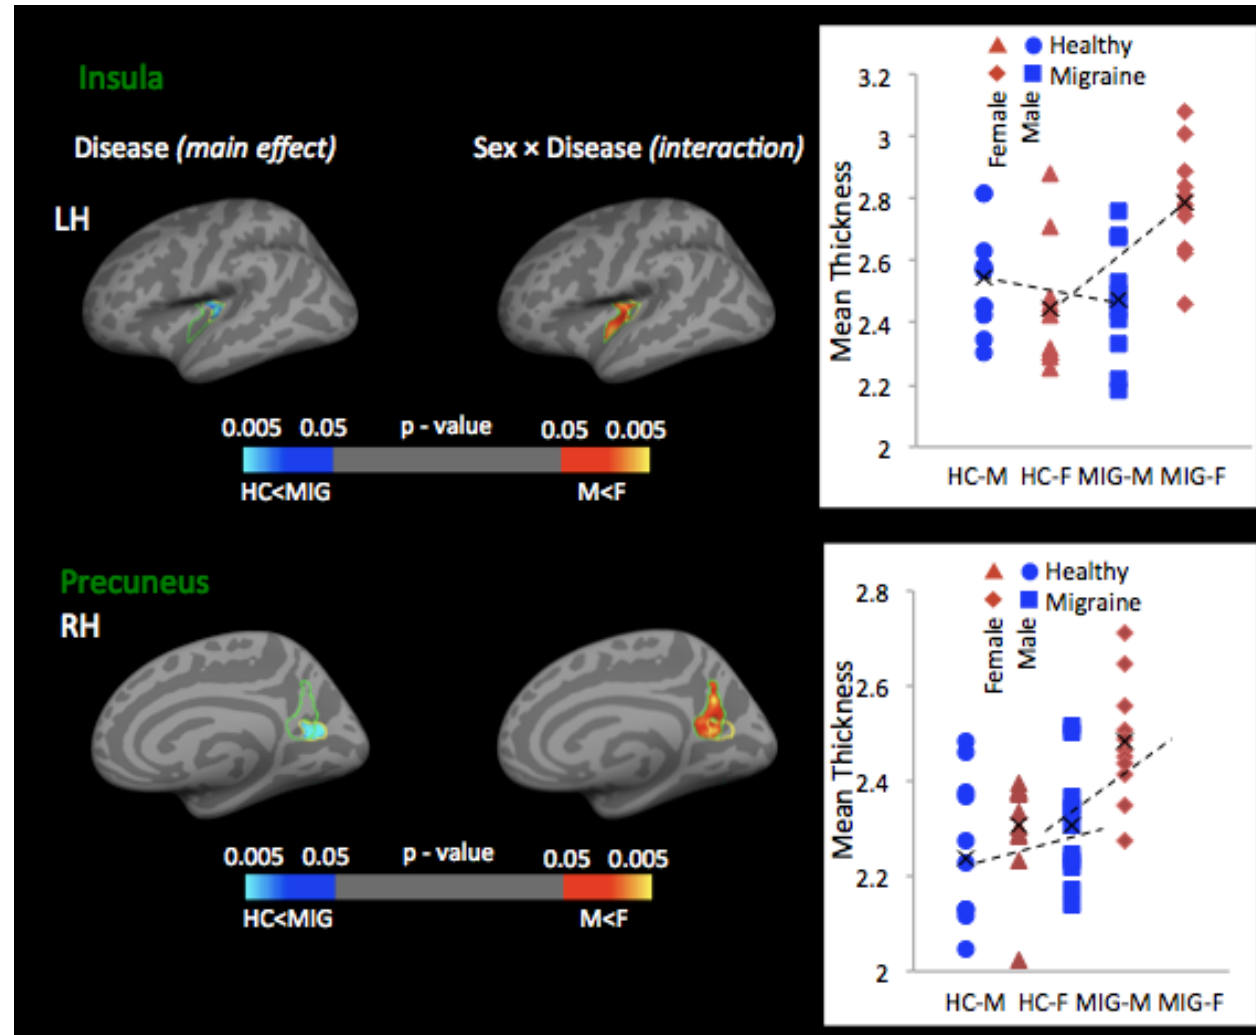 Insula
Disease (main effect)
Sex × Disease (interaction)
LH
0.005 0.05 p - value 0.05 0.005
HC<MIG M<F
Healthy
Migraine
Female
Male
Mean Thickness
3.2
3
2.8
2.6
2.4
2.2
2
HC-M HC-F MIG-M MIG-F
Precuneus
RH
0.005 0.05 p - value 0.05 0.005
HC<MIG M<F
Healthy
Migraine
Female
Male
Mean Thickness
2.8
2.6
2.4
2.2
2
HC-M HC-F MIG-M MIG-F